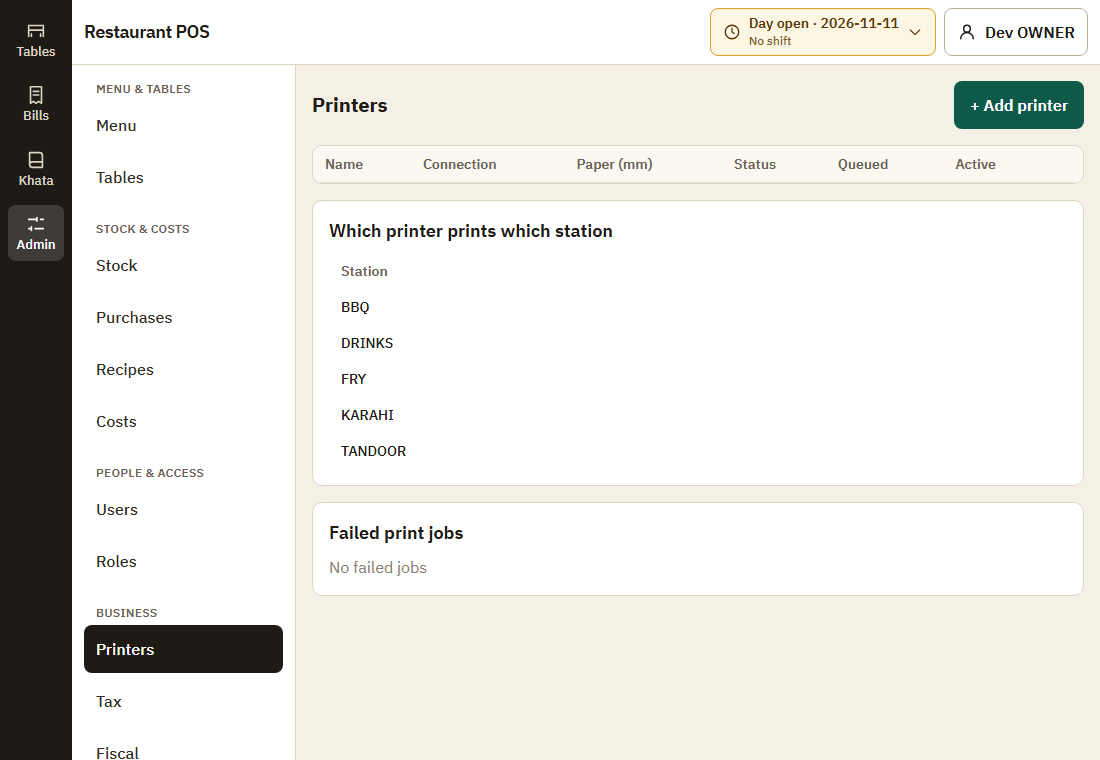 Restaurant POS
Day open · 2026-11-11
No shift
Dev OWNER
Tables
Bills
Khata
Admin
MENU & TABLES
Menu
Tables
STOCK & COSTS
Stock
Purchases
Recipes
Costs
PEOPLE & ACCESS
Users
Roles
BUSINESS
Printers
Tax
Fiscal
Printers
+ Add printer
Name Connection Paper (mm) Status Queued Active
Which printer prints which station
Station
BBQ
DRINKS
FRY
KARAHI
TANDOOR
Failed print jobs
No failed jobs